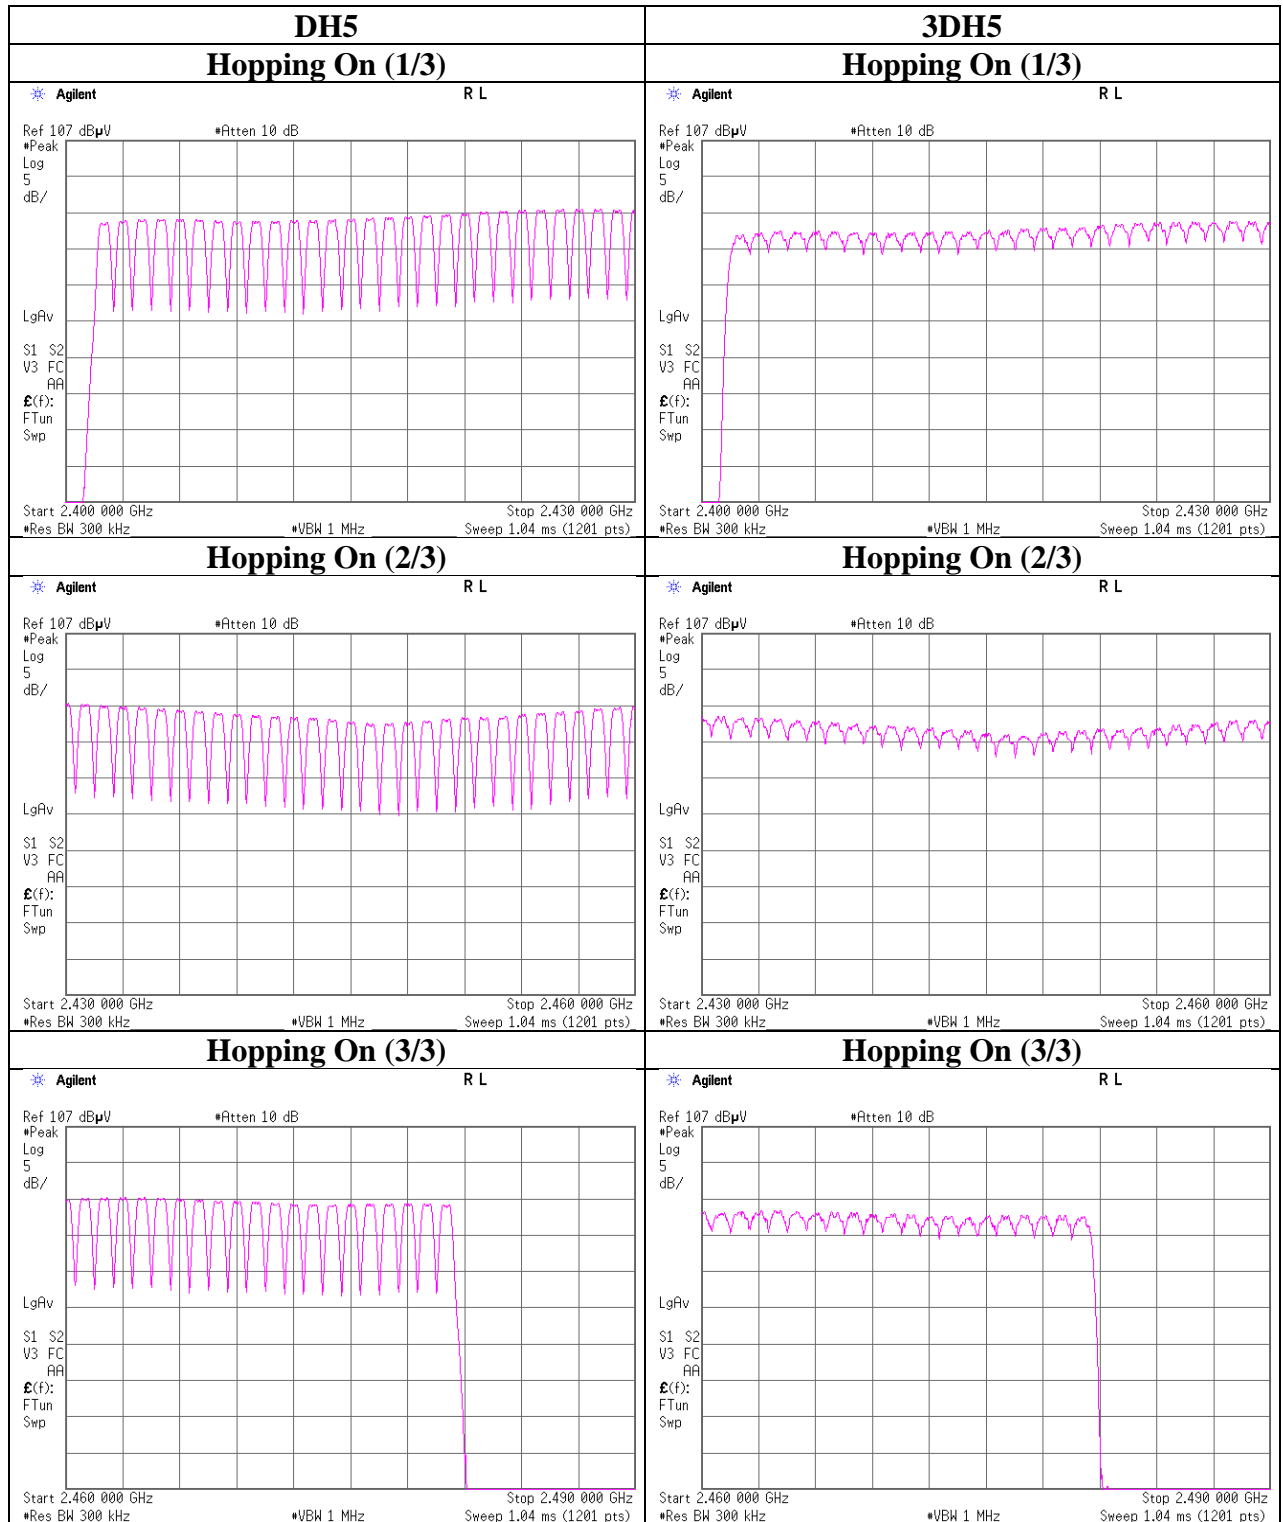 DH5 3DH5
Hopping On (1/3) Hopping On (1/3)
Agilent R L Agilent R L
Ref 107 dBµV #Atten 10 dB Ref 107 dBµV #Atten 10 dB
#Peak #Peak
Log Log
5 5
dB/ dB/
LgAv LgAv
S1 S2 S1 S2
V3 FC V3 FC
AA AA
£(f): £(f):
FTun FTun
Swp Swp
Start 2.400 000 GHz Stop 2.430 000 GHz Start 2.400 000 GHz Stop 2.430 000 GHz
#Res BW 300 kHz #VBW 1 MHz Sweep 1.04 ms (1201 pts) #Res BW 300 kHz #VBW 1 MHz Sweep 1.04 ms (1201 pts)
Hopping On (2/3) Hopping On (2/3)
Agilent R L Agilent R L
Ref 107 dBµV #Atten 10 dB Ref 107 dBµV #Atten 10 dB
#Peak #Peak
Log Log
5 5
dB/ dB/
LgAv LgAv
S1 S2 S1 S2
V3 FC V3 FC
AA AA
£(f): £(f):
FTun FTun
Swp Swp
Start 2.430 000 GHz Stop 2.460 000 GHz Start 2.430 000 GHz Stop 2.460 000 GHz
#Res BW 300 kHz #VBW 1 MHz Sweep 1.04 ms (1201 pts) #Res BW 300 kHz #VBW 1 MHz Sweep 1.04 ms (1201 pts)
Hopping On (3/3) Hopping On (3/3)
Agilent R L Agilent R L
Ref 107 dBµV #Atten 10 dB Ref 107 dBµV #Atten 10 dB
#Peak #Peak
Log Log
5 5
dB/ dB/
LgAv LgAv
S1 S2 S1 S2
V3 FC V3 FC
AA AA
£(f): £(f):
FTun FTun
Swp Swp
Start 2.460 000 GHz Stop 2.490 000 GHz Start 2.460 000 GHz Stop 2.490 000 GHz
#Res BW 300 kHz #VBW 1 MHz Sweep 1.04 ms (1201 pts) #Res BW 300 kHz #VBW 1 MHz Sweep 1.04 ms (1201 pts)